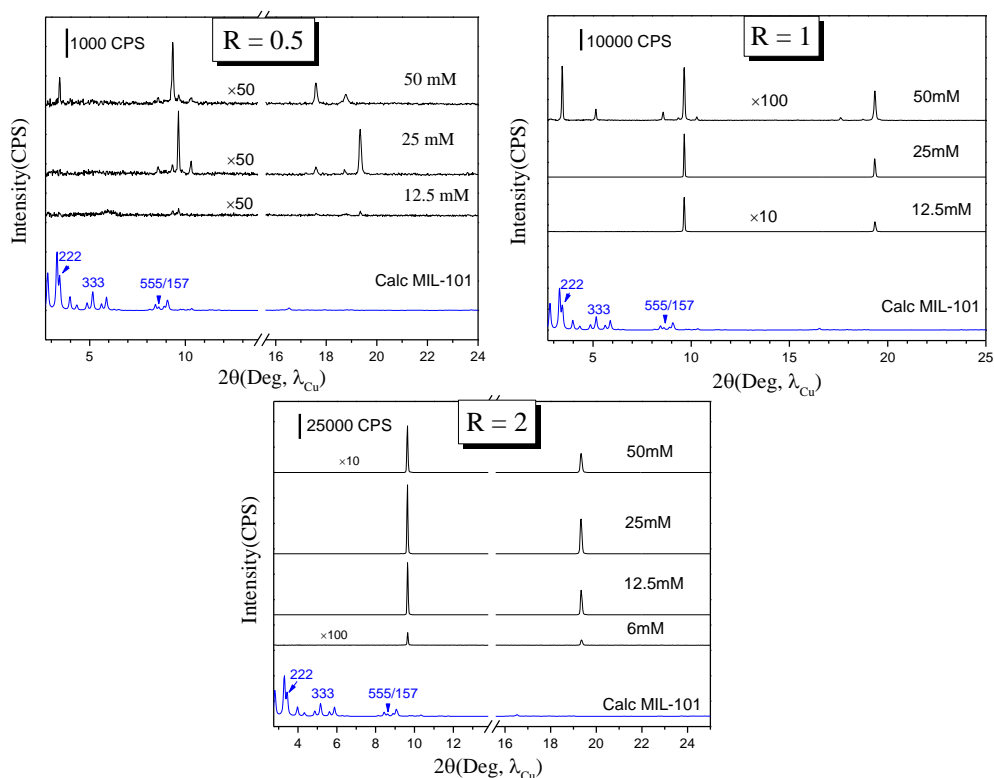 1000 CPS
R = 0.5
50 mM
×50
25 mM
×50
12.5 mM
×50
222
333
555/157
Calc MIL-101
Intensity(CPS)
5 10 16 18 20 22 24
2θ(Deg, λCu)
10000 CPS
R = 1
50mM
×100
25mM
12.5mM
×10
222
333
555/157
Calc MIL-101
Intensity(CPS)
5 10 15 20 25
2θ(Deg, λCu)
25000 CPS
R = 2
50mM
×10
25mM
12.5mM
6mM
×100
222
333
555/157
Calc MIL-101
Intensity(CPS)
4 6 8 10 12 16 18 20 22 24
2θ(Deg, λCu)